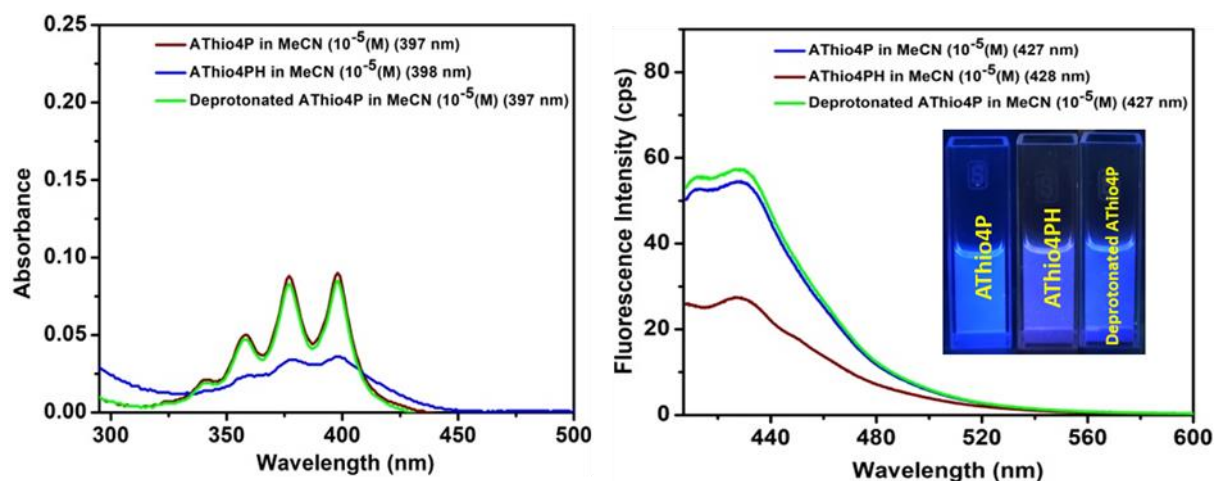 0.25
0.20
0.15
0.10
0.05
0.00
Absorbance
AThio4P in MeCN (10⁻⁵(M) (397 nm)
AThio4PH in MeCN (10⁻⁵(M) (398 nm)
Deprotonated AThio4P in MeCN (10⁻⁵(M) (397 nm)
300 350 400 450 500
Wavelength (nm)
80
60
40
20
0
Fluorescence Intensity (cps)
AThio4P in MeCN (10⁻⁵(M) (427 nm)
AThio4PH in MeCN (10⁻⁵(M) (428 nm)
Deprotonated AThio4P in MeCN (10⁻⁵(M) (427 nm)
AThio4P
AThio4PH
Deprotonated AThio4P
440 480 520 560 600
Wavelength (nm)